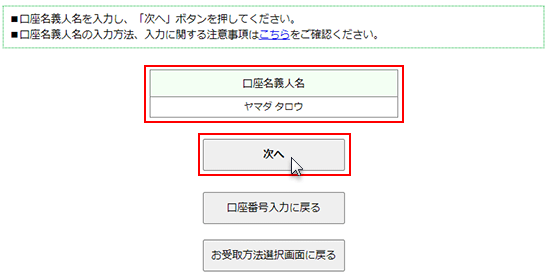 ■口座名義人名を入力し、「次へ」ボタンを押してください。
■口座名義人名の入力方法、入力に関する注意事項はこちらをご確認ください。
口座名義人名
ヤマダ タロウ
次へ
口座番号入力に戻る
お受取方法選択画面に戻る